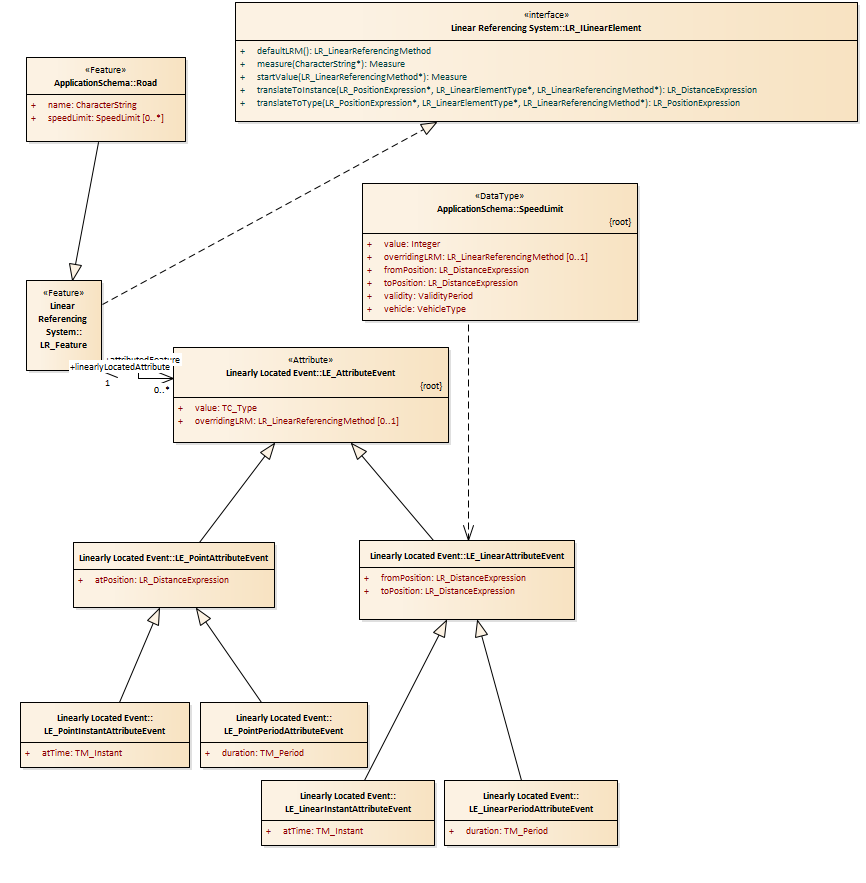 «interface»
Linear Referencing System::LR_ILinearElement
+ defaultLRM(): LR_LinearReferencingMethod
+ measure(CharacterString*): Measure
+ startValue(LR_LinearReferencingMethod*): Measure
+ translateToInstance(LR_PositionExpression*, LR_LinearElementType*, LR_LinearReferencingMethod*): LR_DistanceExpression
+ translateToType(LR_PositionExpression*, LR_LinearElementType*, LR_LinearReferencingMethod*): LR_PositionExpression
«Feature»
ApplicationSchema::Road
+ name: CharacterString
+ speedLimit: SpeedLimit [0..*]
«DataType»
ApplicationSchema::SpeedLimit
{root}
+ value: Integer
+ overridingLRM: LR_LinearReferencingMethod [0..1]
+ fromPosition: LR_DistanceExpression
+ toPosition: LR_DistanceExpression
+ validity: ValidityPeriod
+ vehicle: VehicleType
«Feature»
Linear
Referencing
System::
LR_Feature
+attributedFeature
+linearlyLocatedAttribute
1
0..*
«Attribute»
Linearly Located Event::LE_AttributeEvent
{root}
+ value: TC_Type
+ overridingLRM: LR_LinearReferencingMethod [0..1]
Linearly Located Event::LE_PointAttributeEvent
+ atPosition: LR_DistanceExpression
Linearly Located Event::LE_LinearAttributeEvent
+ fromPosition: LR_DistanceExpression
+ toPosition: LR_DistanceExpression
Linearly Located Event::
LE_PointInstantAttributeEvent
+ atTime: TM_Instant
Linearly Located Event::
LE_PointPeriodAttributeEvent
+ duration: TM_Period
Linearly Located Event::
LE_LinearInstantAttributeEvent
+ atTime: TM_Instant
Linearly Located Event::
LE_LinearPeriodAttributeEvent
+ duration: TM_Period